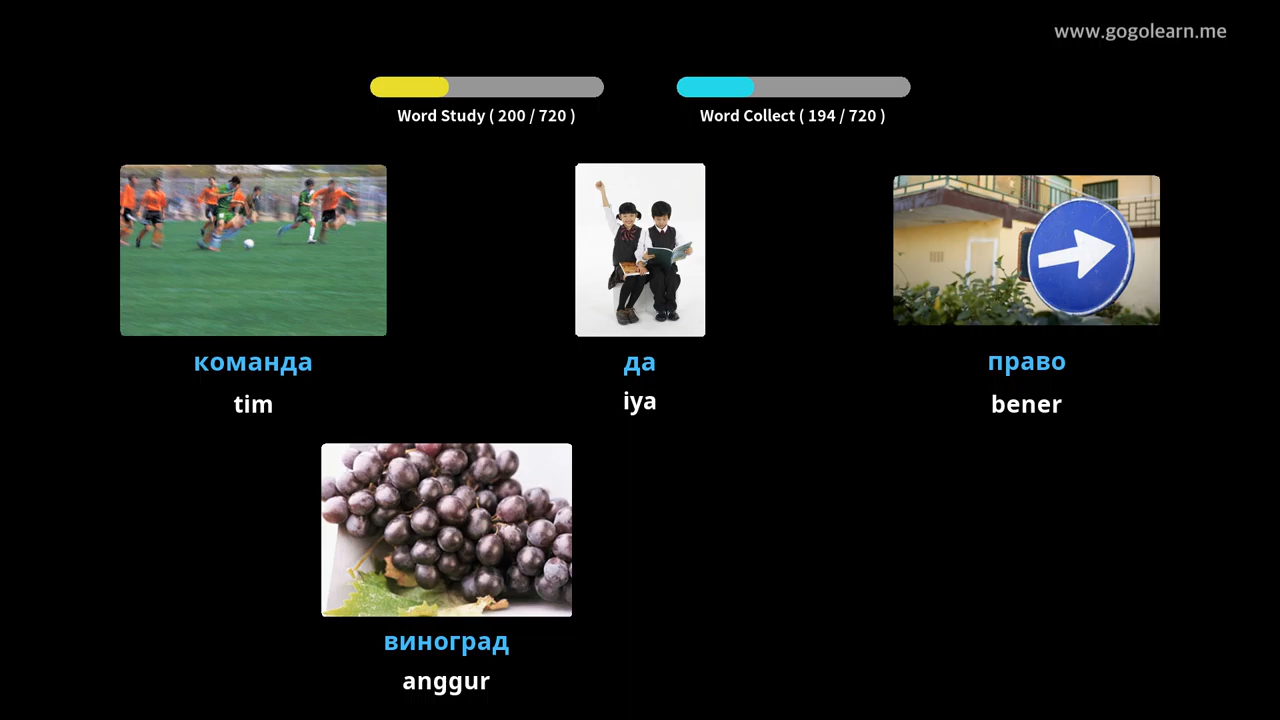 www.gogolearn.me
Word Study ( 200 / 720 )
Word Collect ( 194 / 720 )
команда
tim
да
iya
право
bener
виноград
anggur